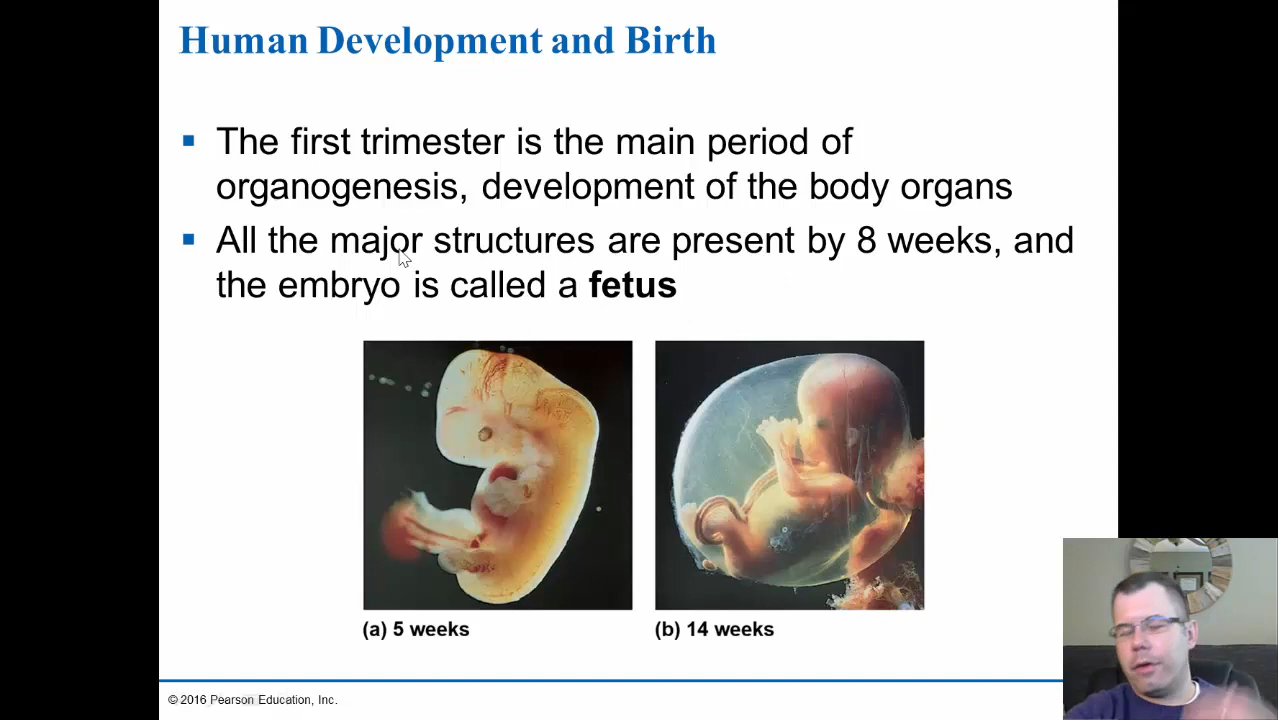 Human Development and Birth
The first trimester is the main period of
organogenesis, development of the body organs
All the major structures are present by 8 weeks, and
the embryo is called a fetus
(a) 5 weeks
(b) 14 weeks
© 2016 Pearson Education, Inc.